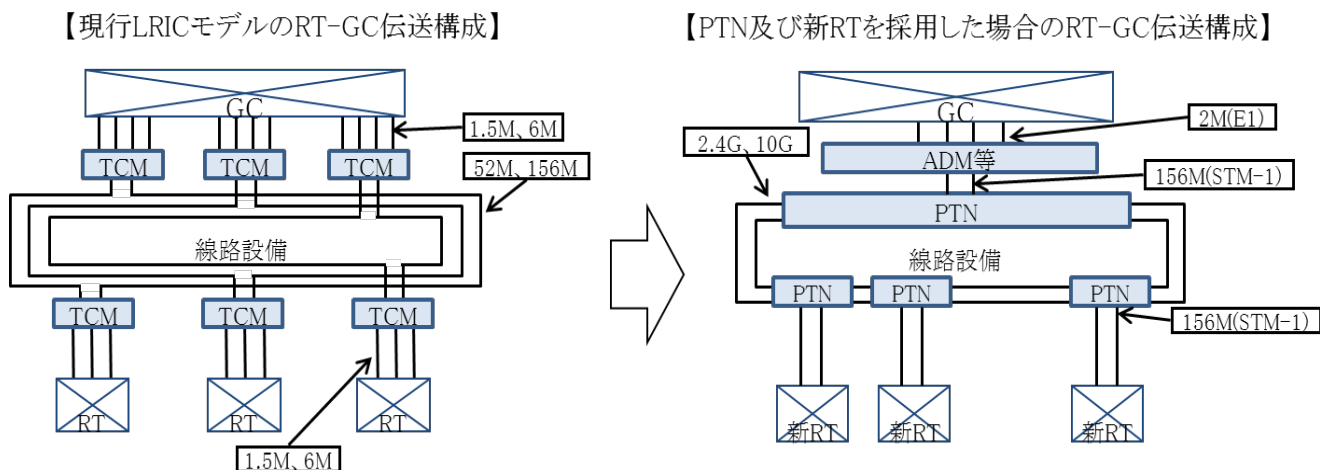 【現行LRICモデルのRT-GC伝送構成】
GC
1.5M、6M
TCM
TCM
TCM
52M、156M
線路設備
TCM
TCM
TCM
RT
RT
RT
1.5M、6M
【PTN及び新RTを採用した場合のRT-GC伝送構成】
GC
2M(E1)
2.4G、10G
ADM等
156M(STM-1)
PTN
線路設備
PTN
PTN
PTN
156M(STM-1)
新RT
新RT
新RT